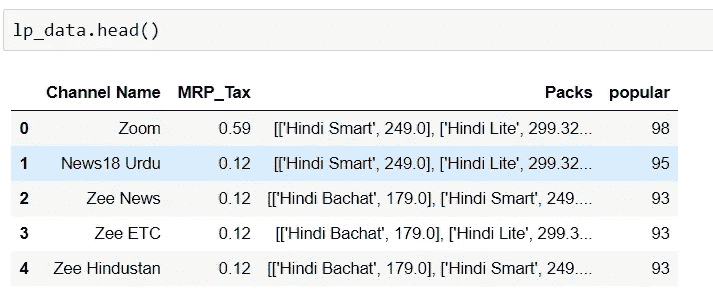 lp_data.head()
Channel Name MRP_Tax Packs popular
0 Zoom 0.59 [['Hindi Smart', 249.0], ['Hindi Lite', 299.32... 98
1 News18 Urdu 0.12 [['Hindi Smart', 249.0], ['Hindi Lite', 299.32... 95
2 Zee News 0.12 [['Hindi Bachat', 179.0], ['Hindi Smart', 249.... 93
3 Zee ETC 0.12 [['Hindi Bachat', 179.0], ['Hindi Lite', 299.3... 93
4 Zee Hindustan 0.12 [['Hindi Bachat', 179.0], ['Hindi Smart', 249.... 93